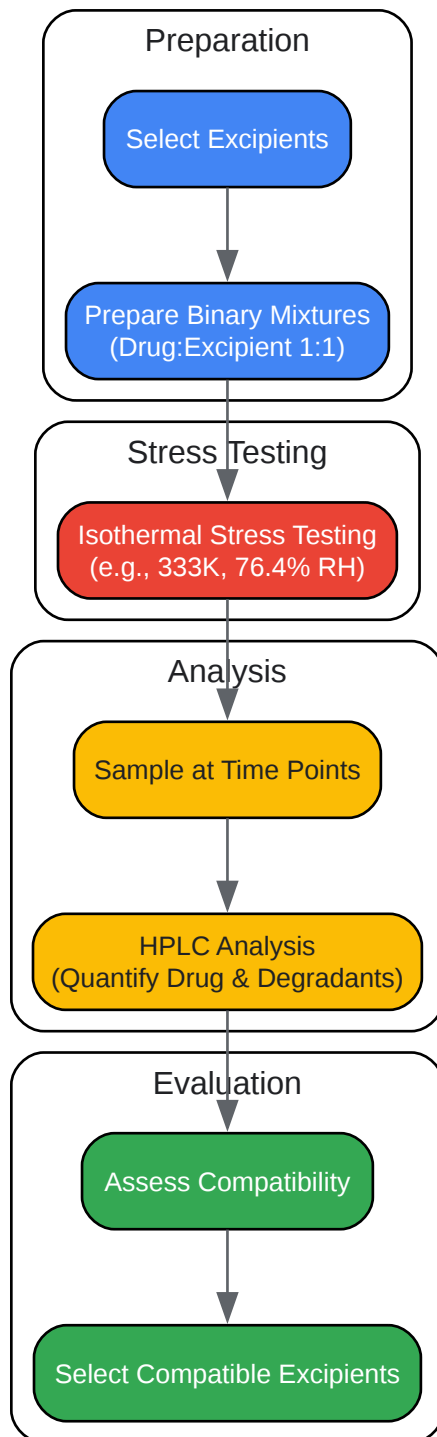 Preparation
Select Excipients
Prepare Binary Mixtures
(Drug:Excipient 1:1)
Stress Testing
Isothermal Stress Testing
(e.g., 333K, 76.4% RH)
Analysis
Sample at Time Points
HPLC Analysis
(Quantify Drug & Degradants)
Evaluation
Assess Compatibility
Select Compatible Excipients